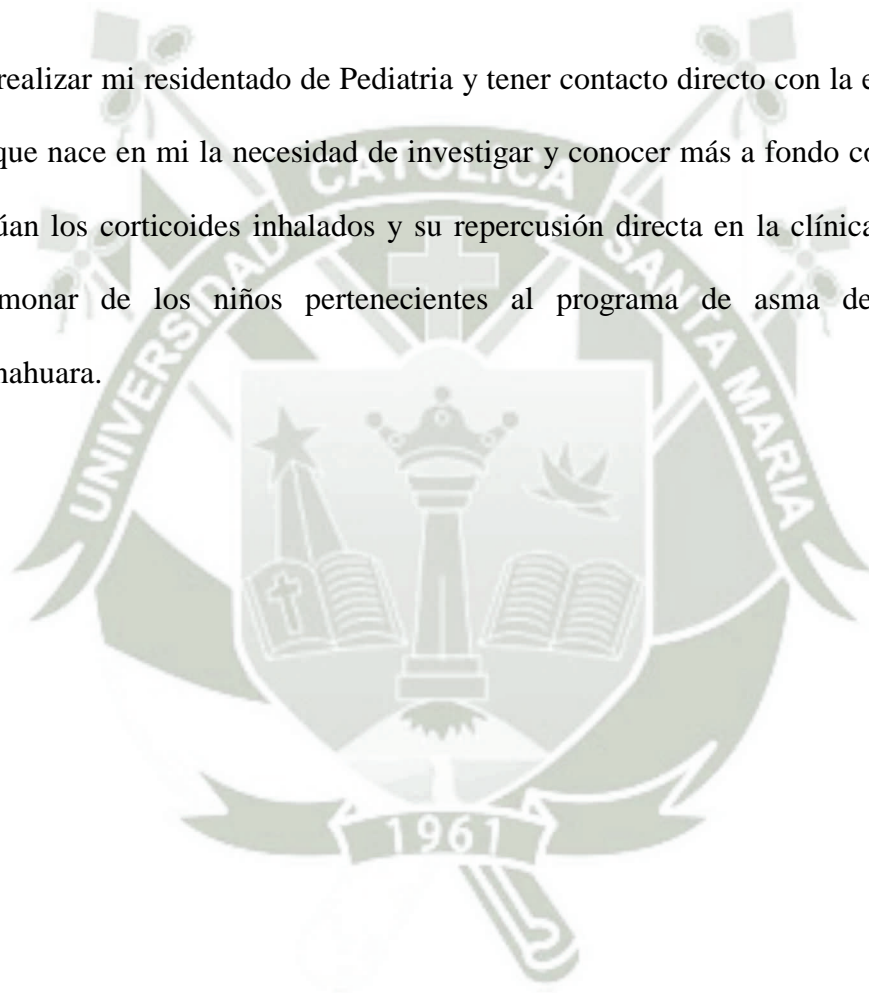 realizar mi residentado de Pediatria y tener contacto directo con la e
que nace en mi la necesidad de investigar y conocer más a fondo co
úan los corticoides inhalados y su repercusión directa en la clínica
monar de los niños pertenecientes al programa de asma de
nahuara.
UNIVERSIDAD CATOLICA SANTA MARIA
1961